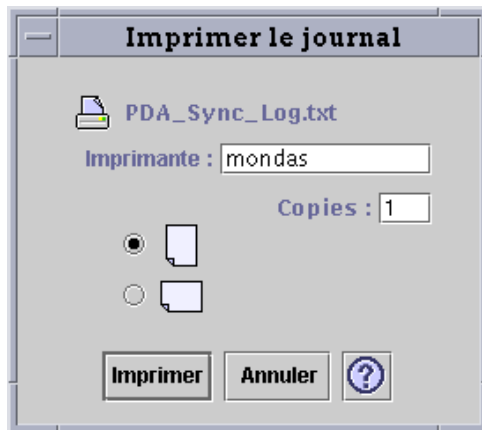 Imprimer le journal
PDA_Sync_Log.txt
Imprimante : mondas
Copies : 1
Imprimer Annuler ?